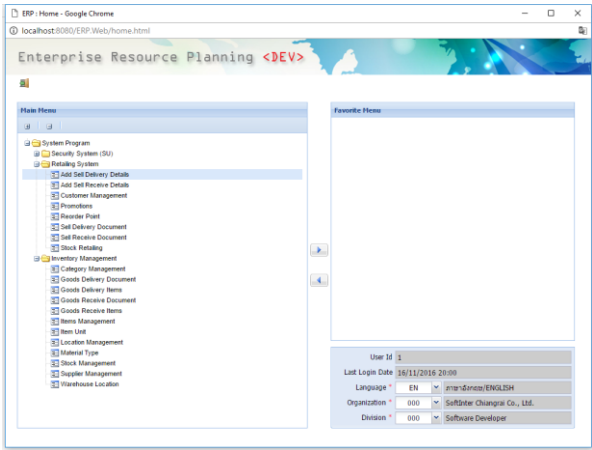 ERP : Home - Google Chrome
localhost:8080/ERP.Web/home.html
Enterprise Resource Planning <DEV>
Main Menu
Favorite Menu
System Program
Security System (SU)
Retailing System
Add Sell Delivery Details
Add Sell Receive Details
Customer Management
Promotions
Reorder Point
Sell Delivery Document
Sell Receive Document
Stock Retailing
Inventory Management
Category Management
Goods Delivery Document
Goods Delivery Items
Goods Receive Document
Goods Receive Items
Items Management
Item Unit
Location Management
Material Type
Stock Management
Supplier Management
Warehouse Location
User Id 1
Last Login Date 16/11/2016 20:00
Language * EN ภาษาอังกฤษ/ENGLISH
Organization * 000 SoftInter Chiangrai Co., Ltd.
Division * 000 Software Developer